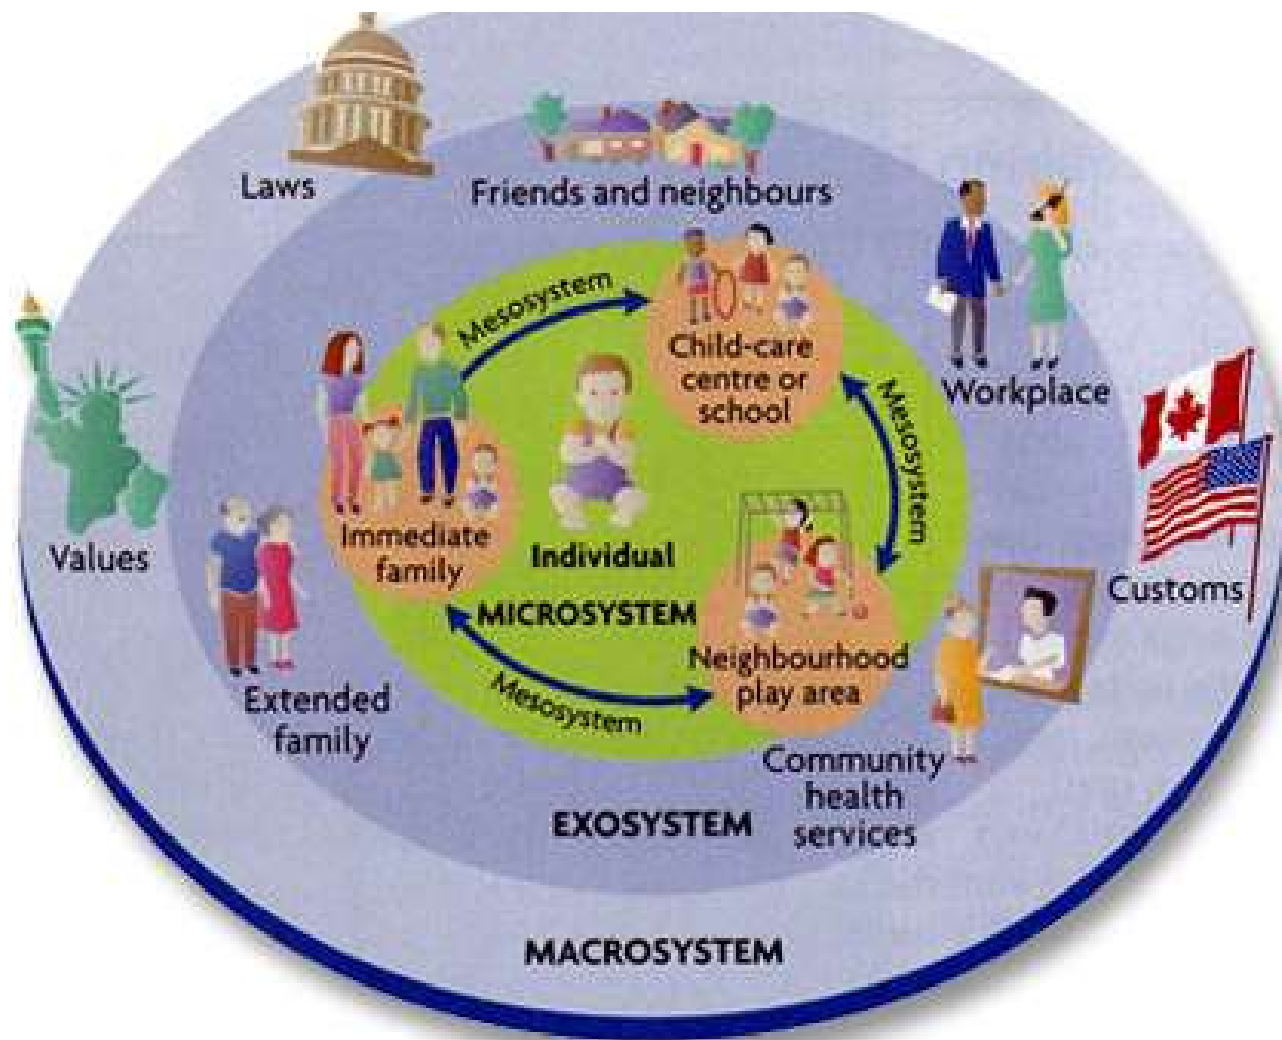 Laws
Friends and neighbours
Mesosystem
Child-care
centre or
school
Workplace
Mesosystem
Values
Immediate
family
Individual
Customs
MICROSYSTEM
Neighbourhood
play area
Mesosystem
Extended
family
Community
health
services
EXOSYSTEM
MACROSYSTEM